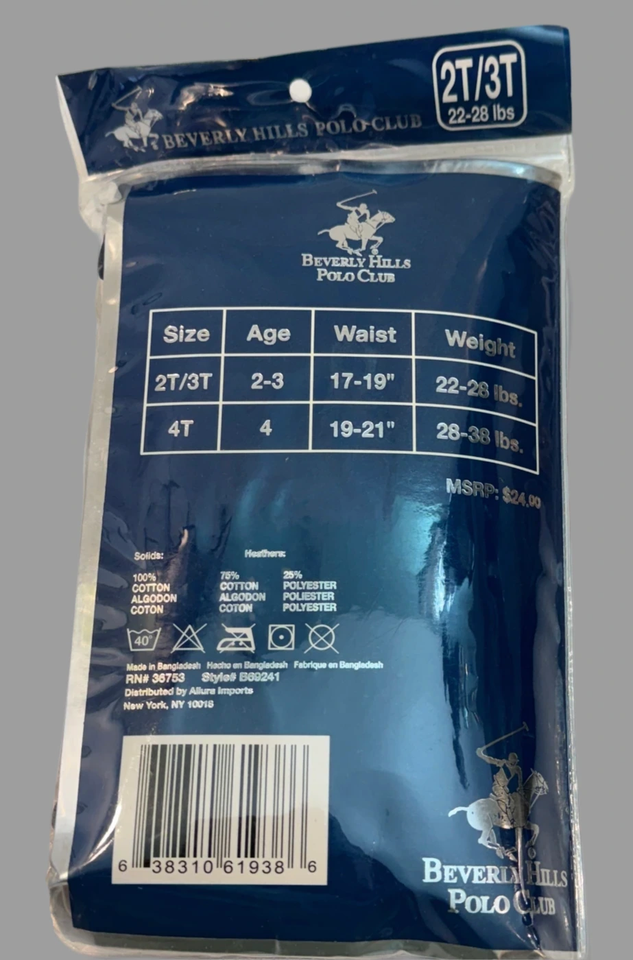 BEVERLY HILLS POLO CLUB
2T/3T
22-28 lbs
BEVERLY HILLS
POLO CLUB
Size Age Waist Weight
2T/3T 2-3 17-19" 22-28 lbs.
4T 4 19-21" 28-38 lbs.
MSRP: $24.00
Solids: Heathers:
100% 75% 25%
COTTON COTTON POLYESTER
ALGODON ALGODON POLIESTER
COTON COTON POLYESTER
40°
Made in Bangladesh Hecho en Bangladesh Fabrique en Bangladesh
RN# 36753 Style# B69241
Distributed by Allura Imports
New York, NY 10018
6 38310 61938 6
BEVERLY HILLS
POLO CLUB